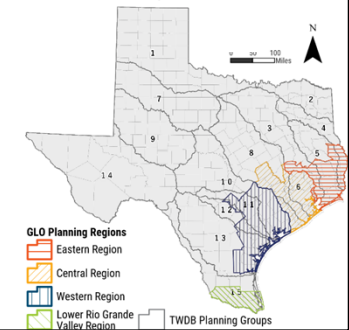 N
0 50 100
Miles
1
2
7
3
4
9
5
8
14
6
10
11
12
13
15
GLO Planning Regions
Eastern Region
Central Region
Western Region
Lower Rio Grande
Valley Region
TWDB Planning Groups